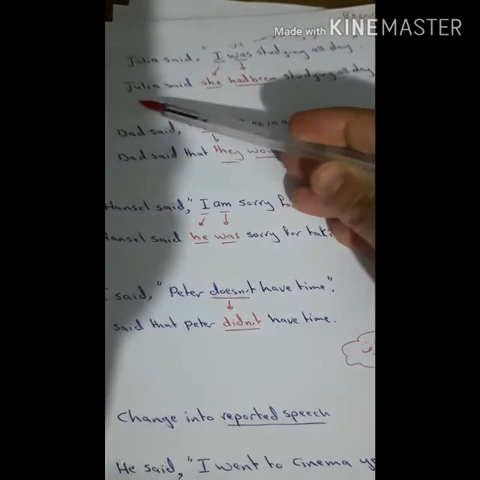 Made with KINEMASTER
Julia said, "I was studying all day.
Julia said she had been studying all day
Dad said,
Dad said that they
Hansel said, "I am sorry for
Hansel said he was sorry for
I said, "Peter doesn't have time".
said that peter didnot have time.
Change into reported speech
He said, "I went to cinema